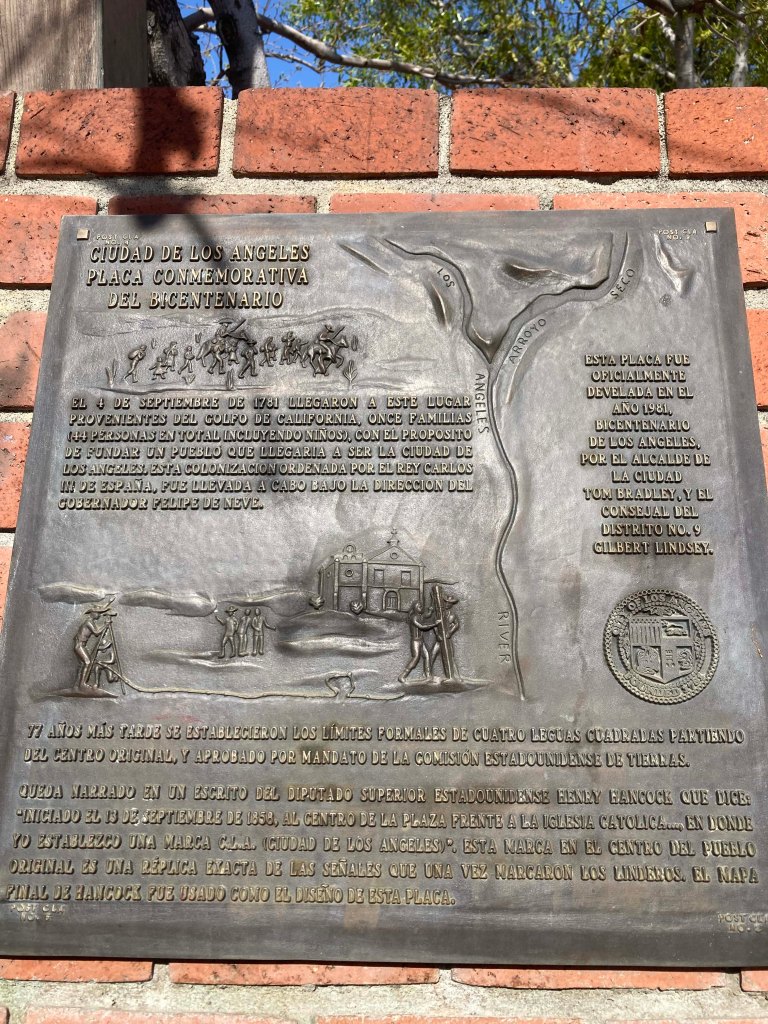 POST CLA
NO. 4
CIUDAD DE LOS ANGELES
PLACA CONMEMORATIVA
DEL BICENTENARIO
POST CLA
EL 4 DE SEPTIEMBRE DE 1781 LLEGARON A ESTE LUGAR
PROVENIENTES DEL GOLFO DE CALIFORNIA, ONCE FAMILIAS
(44 PERSONAS EN TOTAL INCLUYENDO NIÑOS), CON EL PROPOSITO
DE FUNDAR UN PUEBLO QUE LLEGARIA A SER LA CIUDAD DE
LOS ANGELES. ESTA COLONIZACION ORDENADA POR EL REY CARLOS
III DE ESPAÑA, FUE LLEVADA A CABO BAJO LA DIRECCION DEL
GOBERNADOR FELIPE DE NEVE.
LOS
ANGELES
RIVER
ARROYO
SECO
ESTA PLACA FUE
OFICIALMENTE
DEVELADA EN EL
AÑO 1981,
BICENTENARIO
DE LOS ANGELES,
POR EL ALCALDE DE
LA CIUDAD
TOM BRADLEY, Y EL
CONSEJAL DEL
DISTRITO NO. 9
GILBERT LINDSEY.
77 AÑOS MÁS TARDE SE ESTABLECIERON LOS LÍMITES FORMALES DE CUATRO LEGUAS CUADRADAS PARTIENDO
DEL CENTRO ORIGINAL, Y APROBADO POR MANDATO DE LA COMISIÓN ESTADOUNIDENSE DE TIERRAS.
QUEDA NARRADO EN UN ESCRITO DEL DIPUTADO SUPERIOR ESTADOUNIDENSE HENRY HANCOCK QUE DICE:
"INICIADO EL 13 DE SEPTIEMBRE DE 1858, AL CENTRO DE LA PLAZA FRENTE A LA IGLESIA CATOLICA..., EN DONDE
YO ESTABLEZCO UNA MARCA C.L.A. (CIUDAD DE LOS ANGELES)". ESTA MARCA EN EL CENTRO DEL PUEBLO
ORIGINAL ES UNA RÉPLICA EXACTA DE LAS SEÑALES QUE UNA VEZ MARCARON LOS LINDEROS. EL MAPA
FINAL DE HANCOCK FUE USADO COMO EL DISEÑO DE ESTA PLACA.
POST CLA
POST CLA